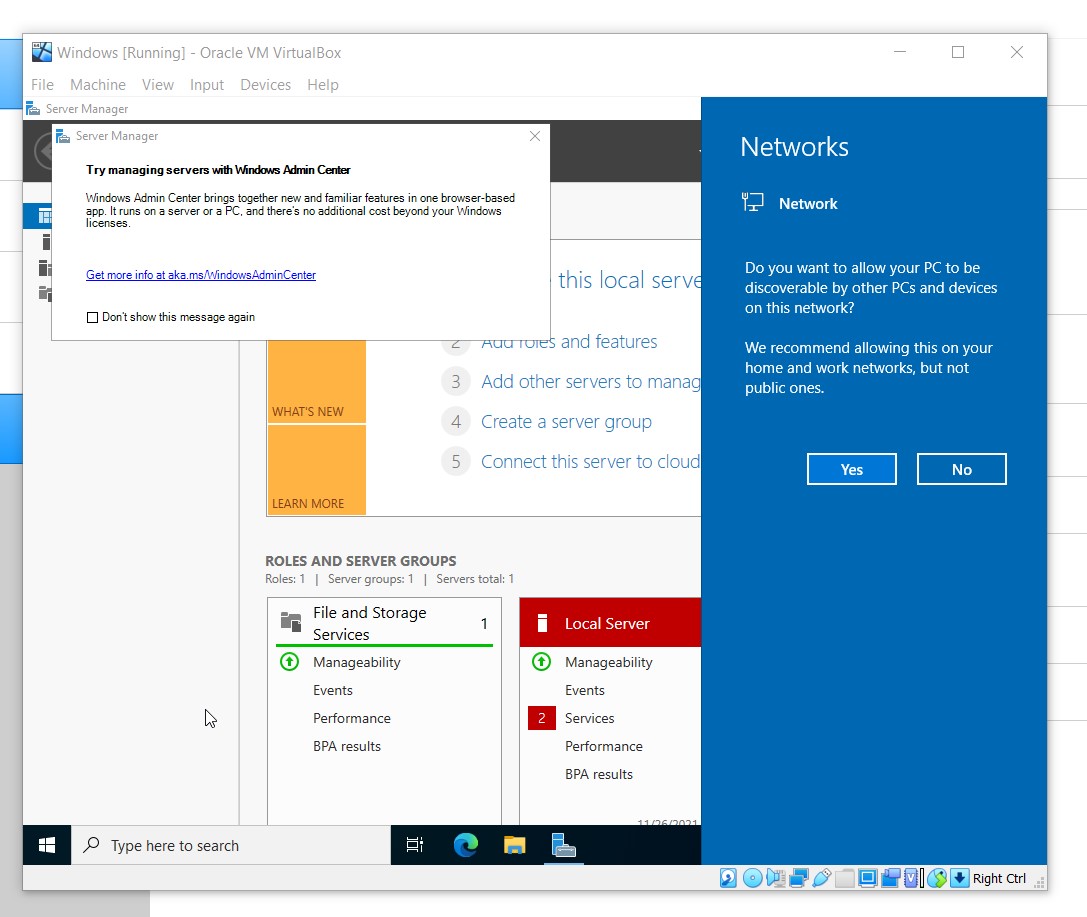 Windows [Running] - Oracle VM VirtualBox
File Machine View Input Devices Help
Server Manager
Server Manager
Try managing servers with Windows Admin Center
Windows Admin Center brings together new and familiar features in one browser-based
app. It runs on a server or a PC, and there's no additional cost beyond your Windows
licenses.
Get more info at aka.ms/WindowsAdminCenter
Don't show this message again
this local serve
2 Add roles and features
3 Add other servers to manag
4 Create a server group
5 Connect this server to cloud
WHAT'S NEW
LEARN MORE
ROLES AND SERVER GROUPS
Roles: 1 | Server groups: 1 | Servers total: 1
File and Storage
Services
1
Manageability
Events
Performance
BPA results
Local Server
Manageability
Events
2 Services
Performance
BPA results
11/26/2021
Networks
Network
Do you want to allow your PC to be
discoverable by other PCs and devices
on this network?
We recommend allowing this on your
home and work networks, but not
public ones.
Yes
No
Type here to search
Right Ctrl